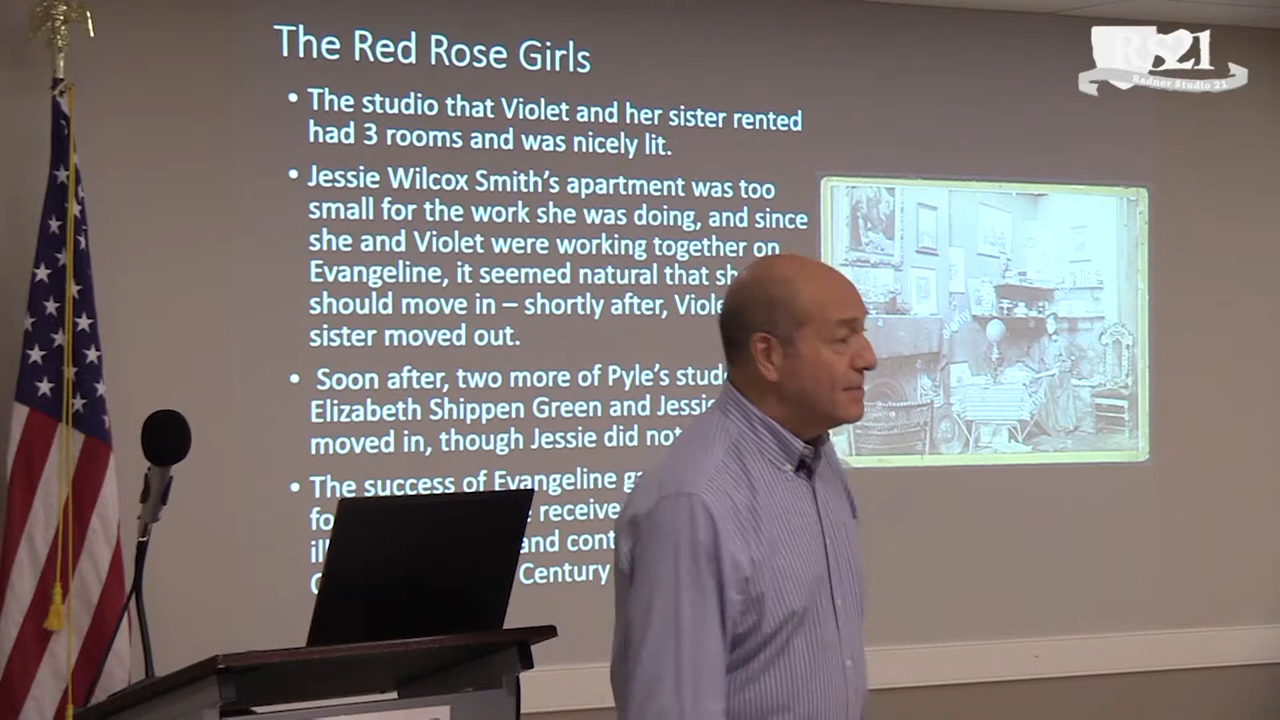 The Red Rose Girls
• The studio that Violet and her sister rented
had 3 rooms and was nicely lit.
• Jessie Wilcox Smith's apartment was too
small for the work she was doing, and since
she and Violet were working together on
Evangeline, it seemed natural that
should move in – shortly after,
sister moved out.
• Soon after, two more of Pyle's
Elizabeth Shippen Green and
moved in, though Jessie did
• The success of Evangeline
and
Century
RS21
Radnor Studio 21